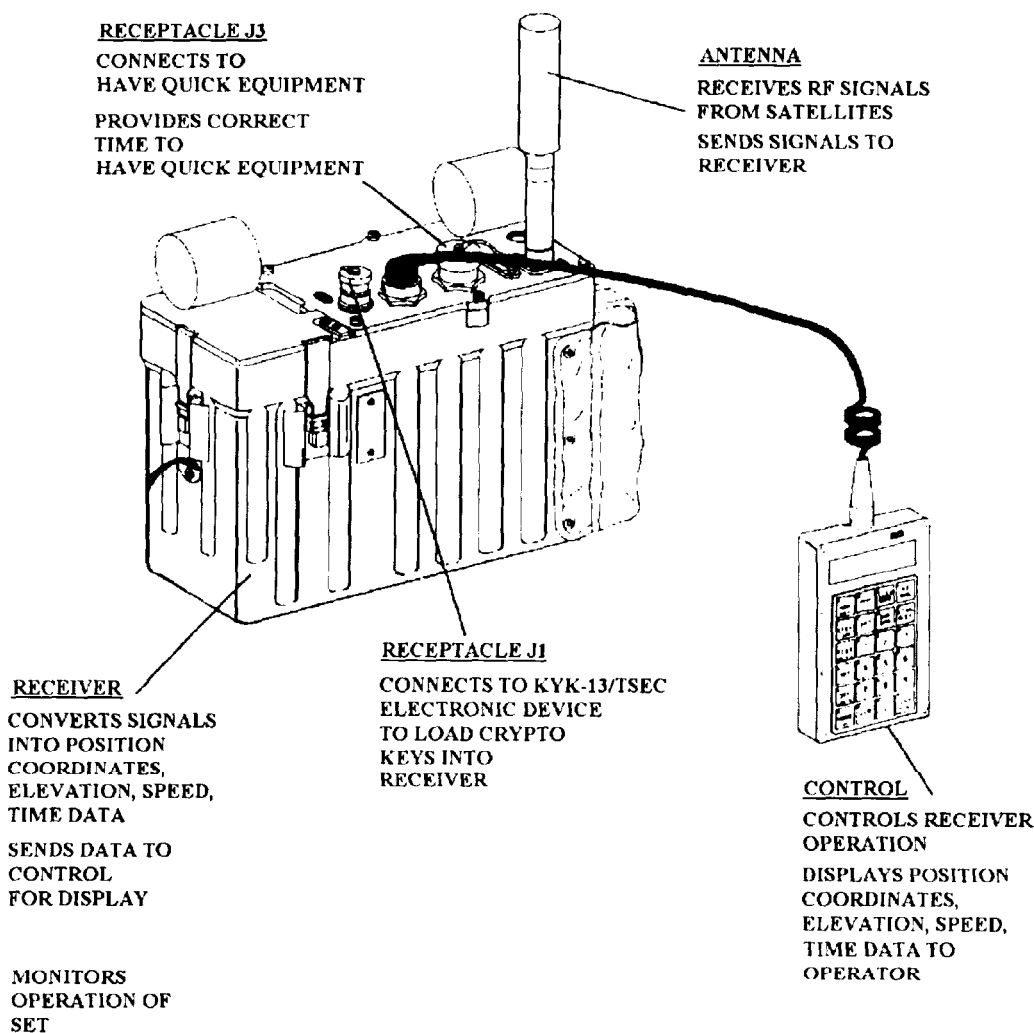 RECEPTACLE J3
CONNECTS TO
HAVE QUICK EQUIPMENT
PROVIDES CORRECT
TIME TO
HAVE QUICK EQUIPMENT
ANTENNA
RECEIVES RF SIGNALS
FROM SATELLITES
SENDS SIGNALS TO
RECEIVER
RECEIVER
CONVERTS SIGNALS
INTO POSITION
COORDINATES,
ELEVATION, SPEED,
TIME DATA
SENDS DATA TO
CONTROL
FOR DISPLAY
MONITORS
OPERATION OF
SET
RECEPTACLE J1
CONNECTS TO KYK-13/TSEC
ELECTRONIC DEVICE
TO LOAD CRYPTO
KEYS INTO
RECEIVER
CONTROL
CONTROLS RECEIVER
OPERATION
DISPLAYS POSITION
COORDINATES,
ELEVATION, SPEED,
TIME DATA TO
OPERATOR